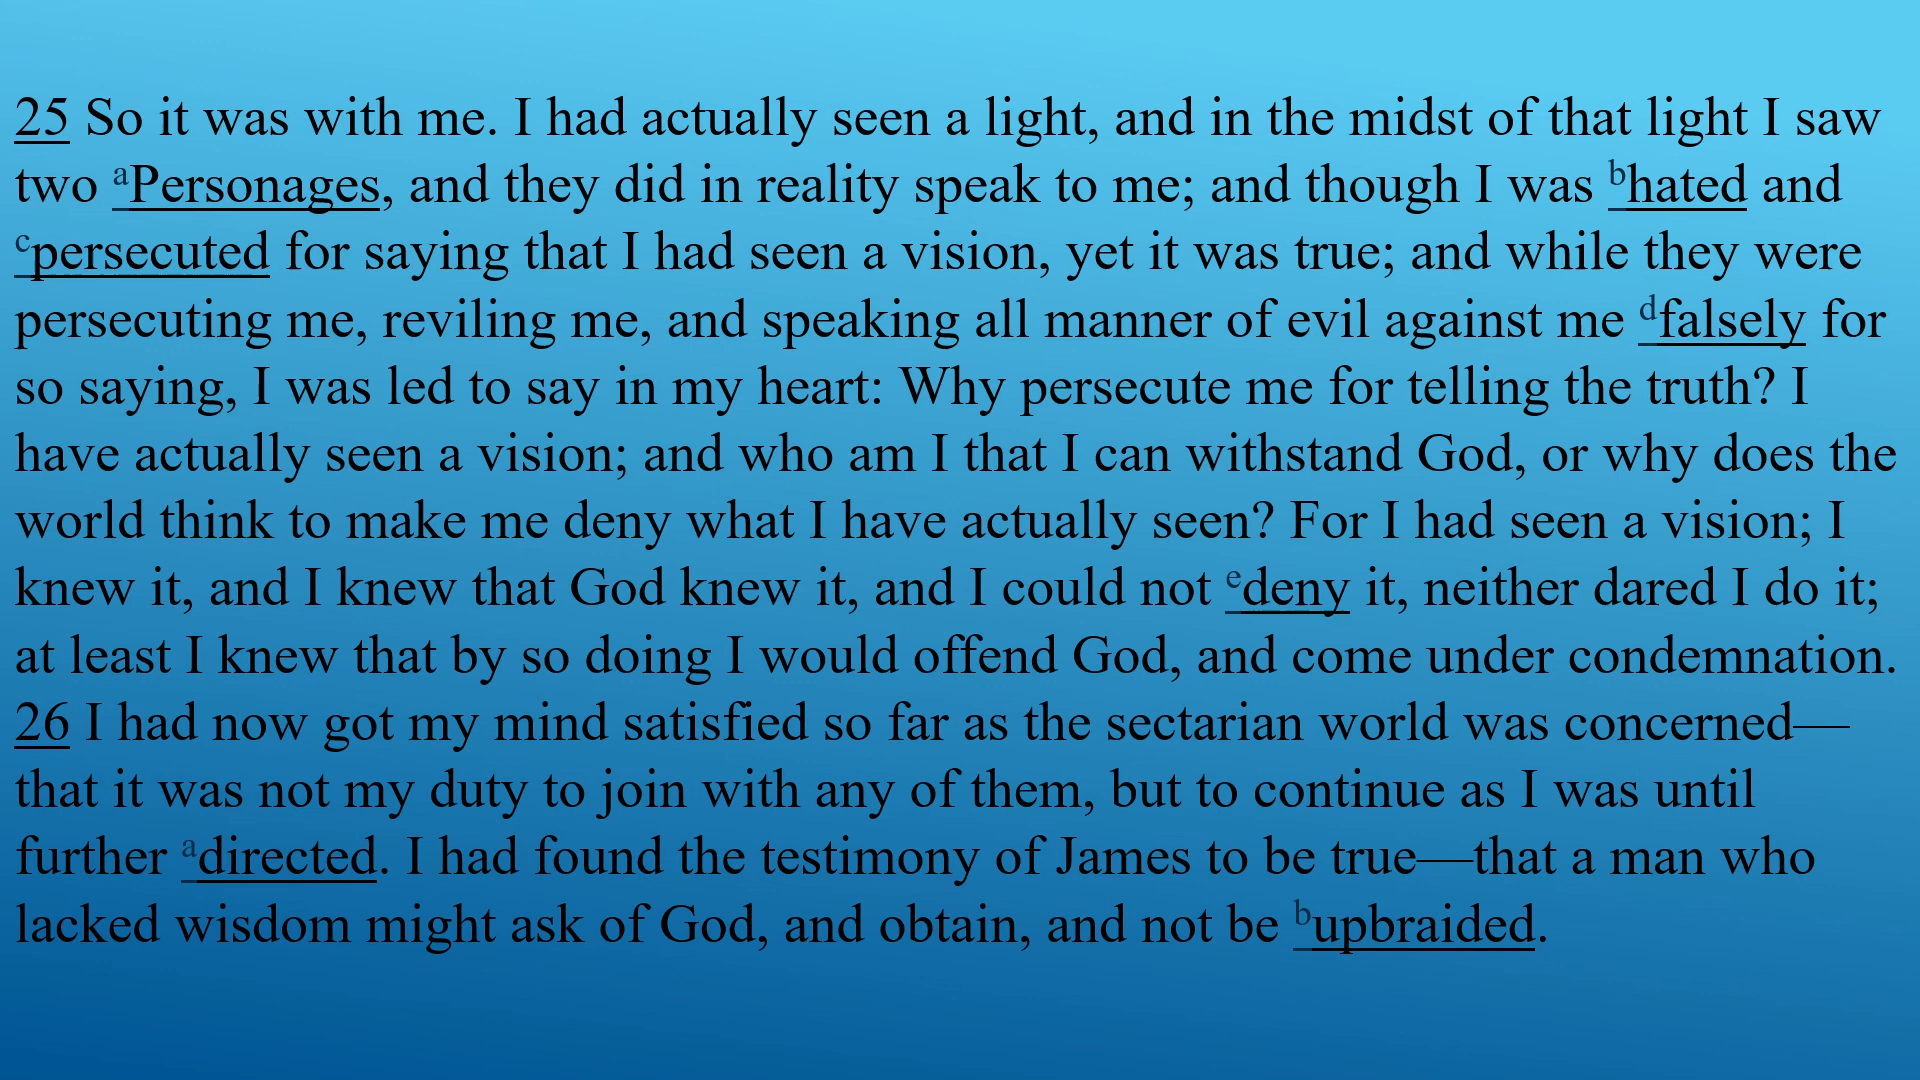 25 So it was with me. I had actually seen a light, and in the midst of that light I saw
two aPersonages, and they did in reality speak to me; and though I was bhated and
cpersecuted for saying that I had seen a vision, yet it was true; and while they were
persecuting me, reviling me, and speaking all manner of evil against me dfalsely for
so saying, I was led to say in my heart: Why persecute me for telling the truth? I
have actually seen a vision; and who am I that I can withstand God, or why does the
world think to make me deny what I have actually seen? For I had seen a vision; I
knew it, and I knew that God knew it, and I could not edeny it, neither dared I do it;
at least I knew that by so doing I would offend God, and come under condemnation.
26 I had now got my mind satisfied so far as the sectarian world was concerned—
that it was not my duty to join with any of them, but to continue as I was until
further adirected. I had found the testimony of James to be true—that a man who
lacked wisdom might ask of God, and obtain, and not be bupbraided.